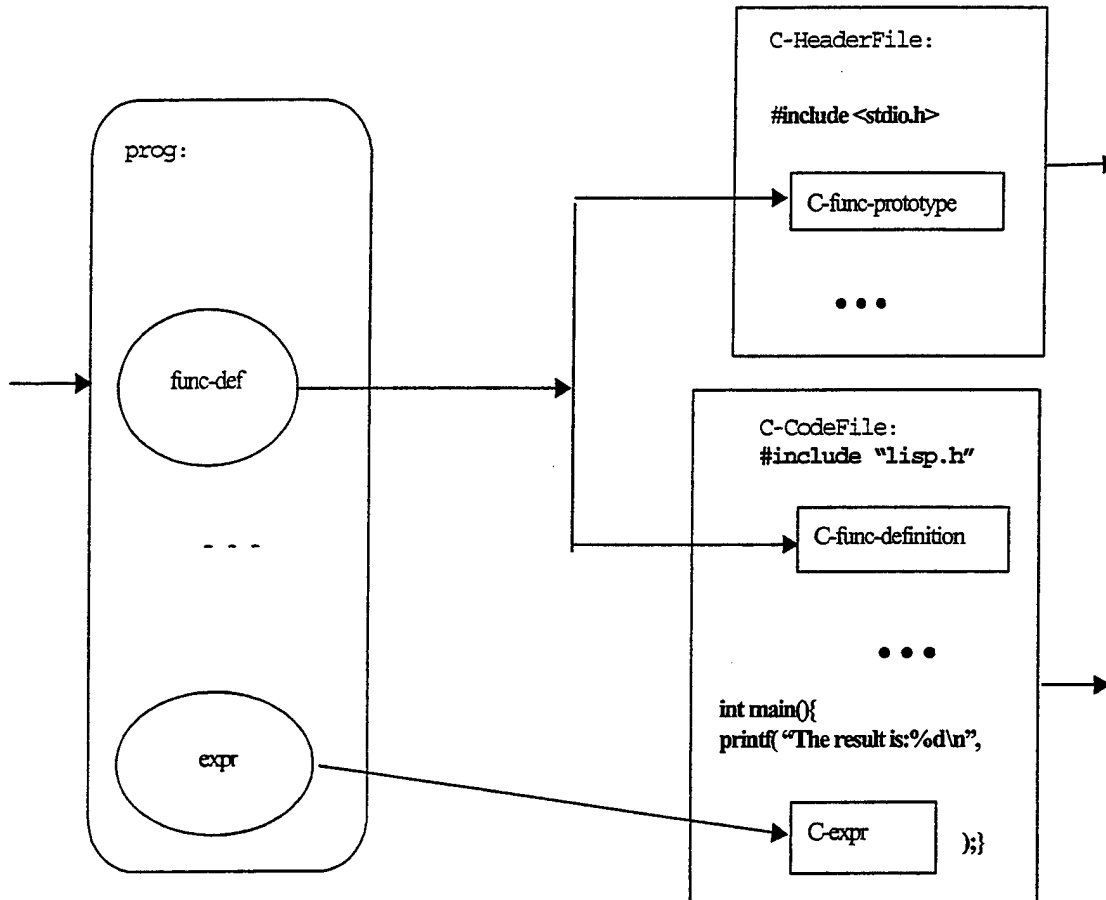 prog:
func-def
- - -
expr
C-HeaderFile:
#include <stdio.h>
C-func-prototype
•••
C-CodeFile:
#include “lisp.h”
C-func-definition
•••
int main(){
printf( “The result is:%d\n”,
C-expr );}